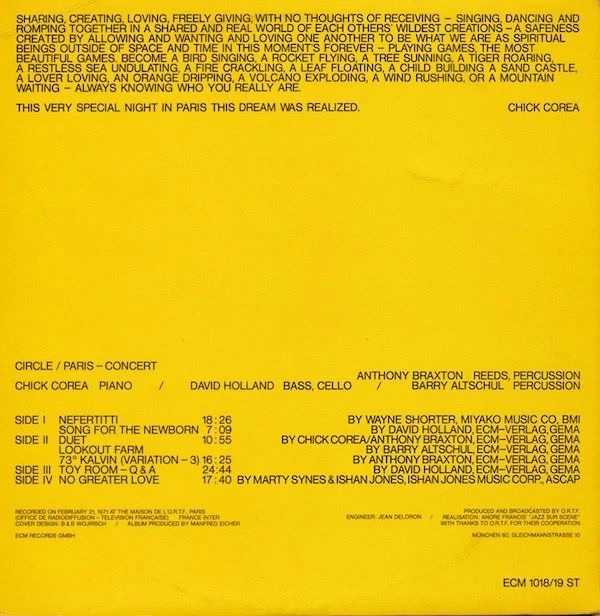 SHARING, CREATING, LOVING, FREELY GIVING, WITH NO THOUGHTS OF RECEIVING – SINGING, DANCING AND
ROMPING TOGETHER IN A SHARED AND REAL WORLD OF EACH OTHERS' WILDEST CREATIONS – A SAFENESS
CREATED BY ALLOWING AND WANTING AND LOVING ONE ANOTHER TO BE WHAT WE ARE AS SPIRITUAL
BEINGS OUTSIDE OF SPACE AND TIME IN THIS MOMENT'S FOREVER – PLAYING GAMES, THE MOST
BEAUTIFUL GAMES. BECOME A BIRD SINGING, A ROCKET FLYING, A TREE SUNNING, A TIGER ROARING,
A RESTLESS SEA UNDULATING, A FIRE CRACKLING, A LEAF FLOATING, A CHILD BUILDING A SAND CASTLE,
A LOVER LOVING, AN ORANGE DRIPPING, A VOLCANO EXPLODING, A WIND RUSHING, OR A MOUNTAIN
WAITING – ALWAYS KNOWING WHO YOU REALLY ARE.
THIS VERY SPECIAL NIGHT IN PARIS THIS DREAM WAS REALIZED. CHICK COREA
CIRCLE / PARIS – CONCERT
ANTHONY BRAXTON REEDS, PERCUSSION
CHICK COREA PIANO / DAVID HOLLAND BASS, CELLO / BARRY ALTSCHUL PERCUSSION
SIDE I NEFERTITTI 18:26 BY WAYNE SHORTER, MIYAKO MUSIC CO, BMI
SONG FOR THE NEWBORN 7:09 BY DAVID HOLLAND, ECM–VERLAG, GEMA
SIDE II DUET 10:55 BY CHICK COREA/ANTHONY BRAXTON, ECM–VERLAG, GEMA
LOOKOUT FARM BY BARRY ALTSCHUL, ECM–VERLAG, GEMA
73° KALVIN (VARIATION – 3) 16:25 BY ANTHONY BRAXTON, ECM–VERLAG, GEMA
SIDE III TOY ROOM – Q & A 24:44 BY DAVID HOLLAND, ECM–VERLAG, GEMA
SIDE IV NO GREATER LOVE 17:40 BY MARTY SYNES & ISHAN JONES, ISHAN JONES MUSIC CORP., ASCAP
RECORDED ON FEBRUARY 21, 1971 AT THE MAISON DE L'O.R.T.F., PARIS PRODUCED AND BROADCASTED BY O.R.T.F.
(OFFICE DE RADIODIFFUSION – TELEVISION FRANÇAISE) FRANCE INTER ENGINEER: JEAN DELORON / REALISATION: ANDRE FRANCIS "JAZZ SUR SCENE"
COVER DESIGN: B & B WOJIRSCH / ALBUM PRODUCED BY MANFRED EICHER WITH THANKS TO O.R.T.F. FOR THEIR COOPERATION
ECM RECORDS GMBH MÜNCHEN 60, GLEICHMANNSTRASSE 10
ECM 1018/19 ST